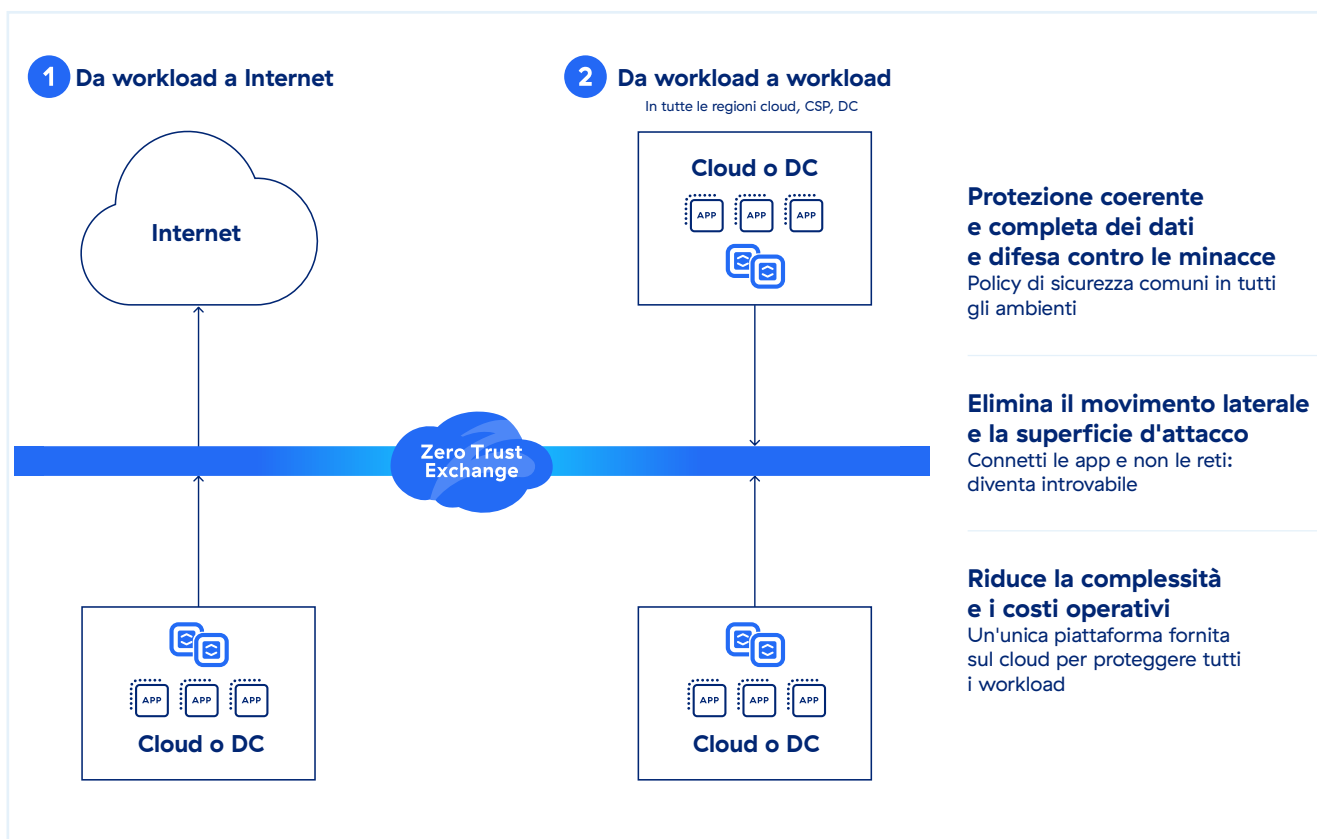 1 Da workload a Internet
Internet
Cloud o DC
APP APP APP
2 Da workload a workload
In tutte le regioni cloud, CSP, DC
Cloud o DC
APP APP APP
Zero Trust
Exchange
APP APP APP
Cloud o DC
Protezione coerente
e completa dei dati
e difesa contro le minacce
Policy di sicurezza comuni in tutti
gli ambienti
Elimina il movimento laterale
e la superficie d'attacco
Connetti le app e non le reti:
diventa introvabile
Riduce la complessità
e i costi operativi
Un'unica piattaforma fornita
sul cloud per proteggere tutti
i workload